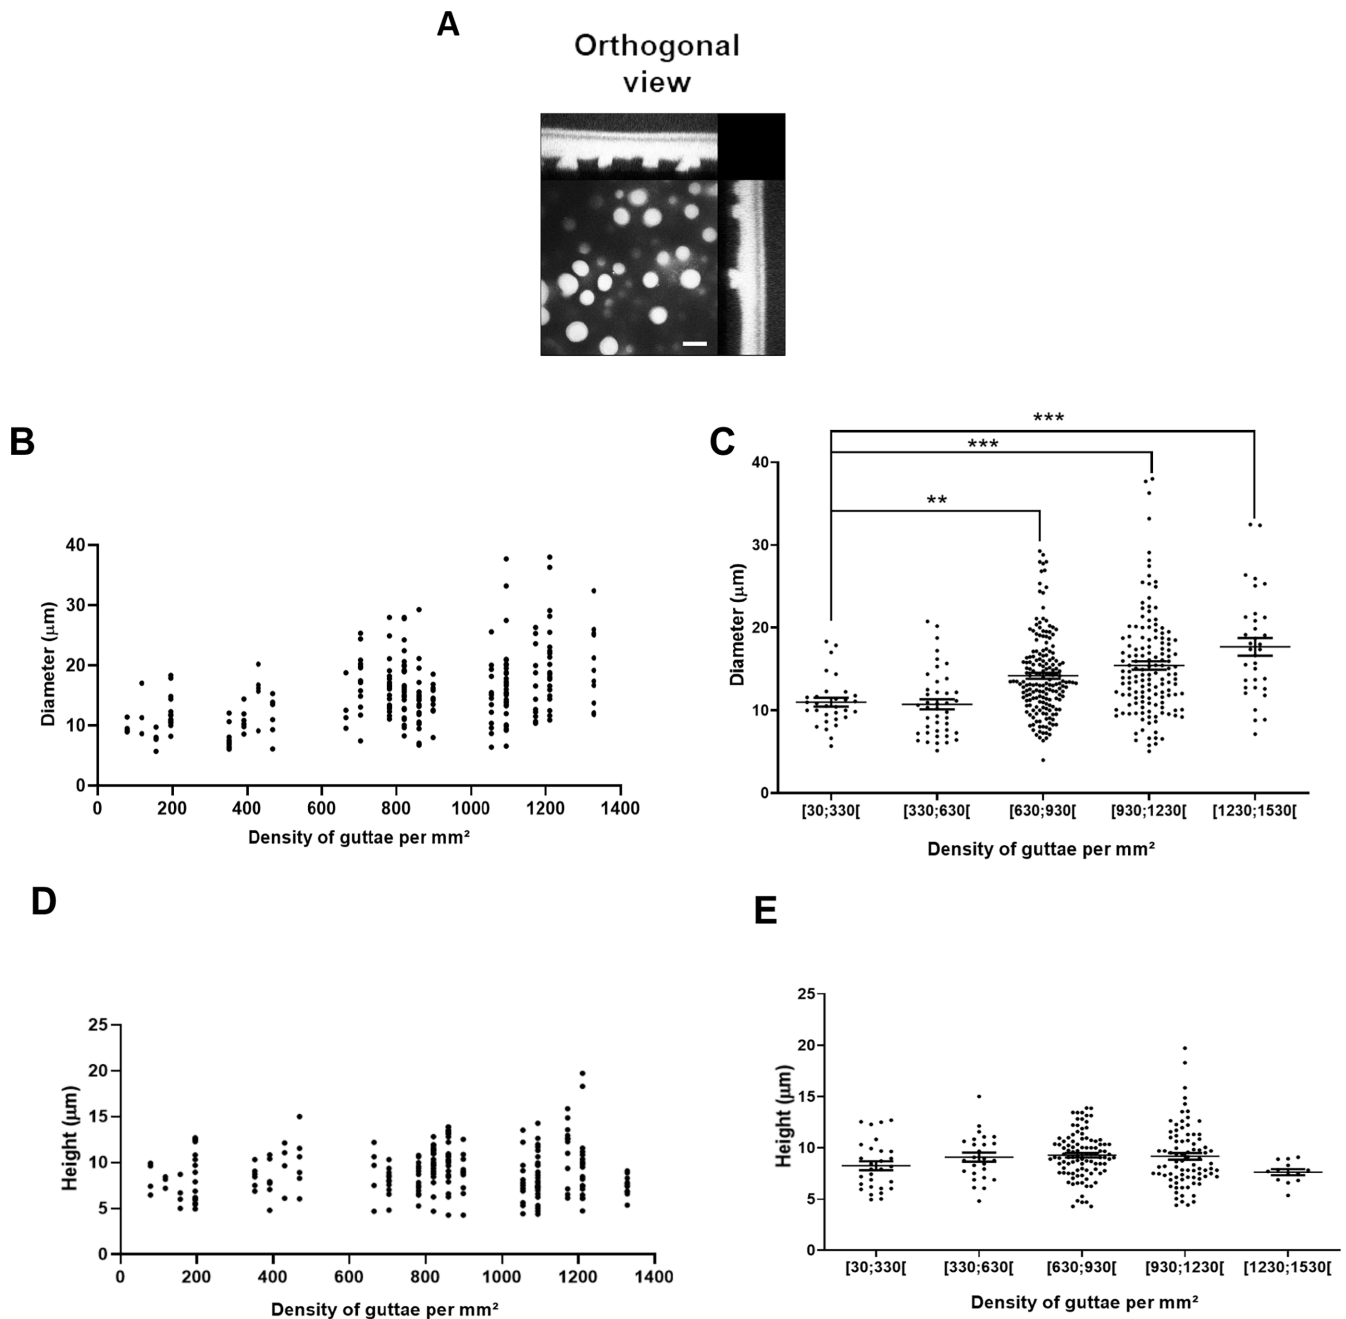 A
Orthogonal
view
B
40
30
20
10
0
Diameter (μm)
0 200 400 600 800 1000 1200 1400
Density of guttae per mm²
C
***
***
**
40
30
20
10
0
Diameter (μm)
[30;330[ [330;630[ [630;930[ [930;1230[ [1230;1530[
Density of guttae per mm²
D
25
20
15
10
5
0
Height (μm)
0 200 400 600 800 1000 1200 1400
Density of guttae per mm²
E
25
20
15
10
5
0
Height (μm)
[30;330[ [330;630[ [630;930[ [930;1230[ [1230;1530[
Density of guttae per mm²